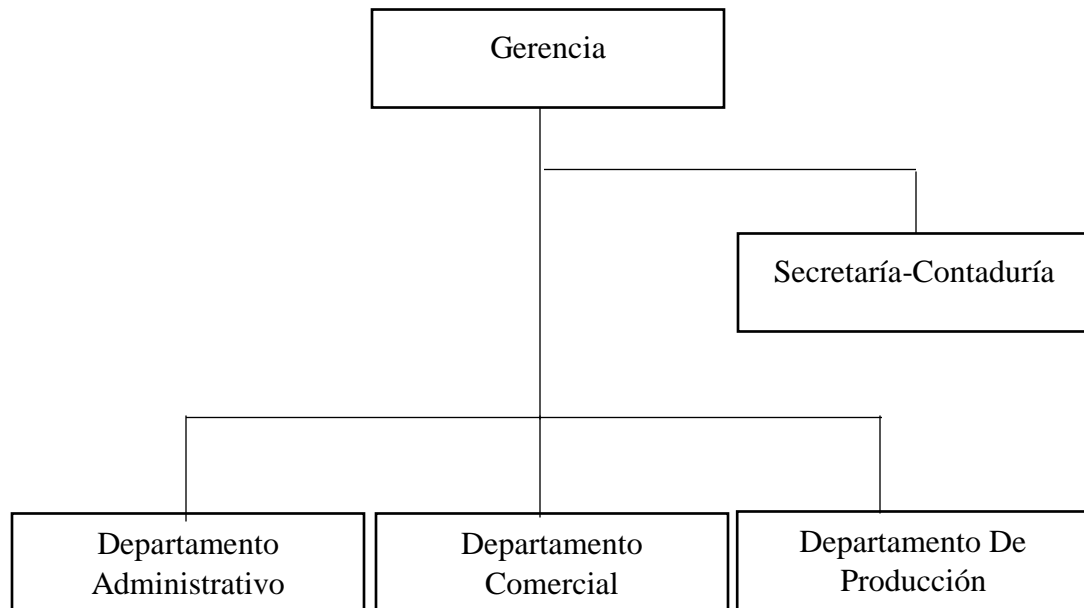 Gerencia
Secretaría-Contaduría
Departamento
Administrativo
Departamento
Comercial
Departamento De
Producción